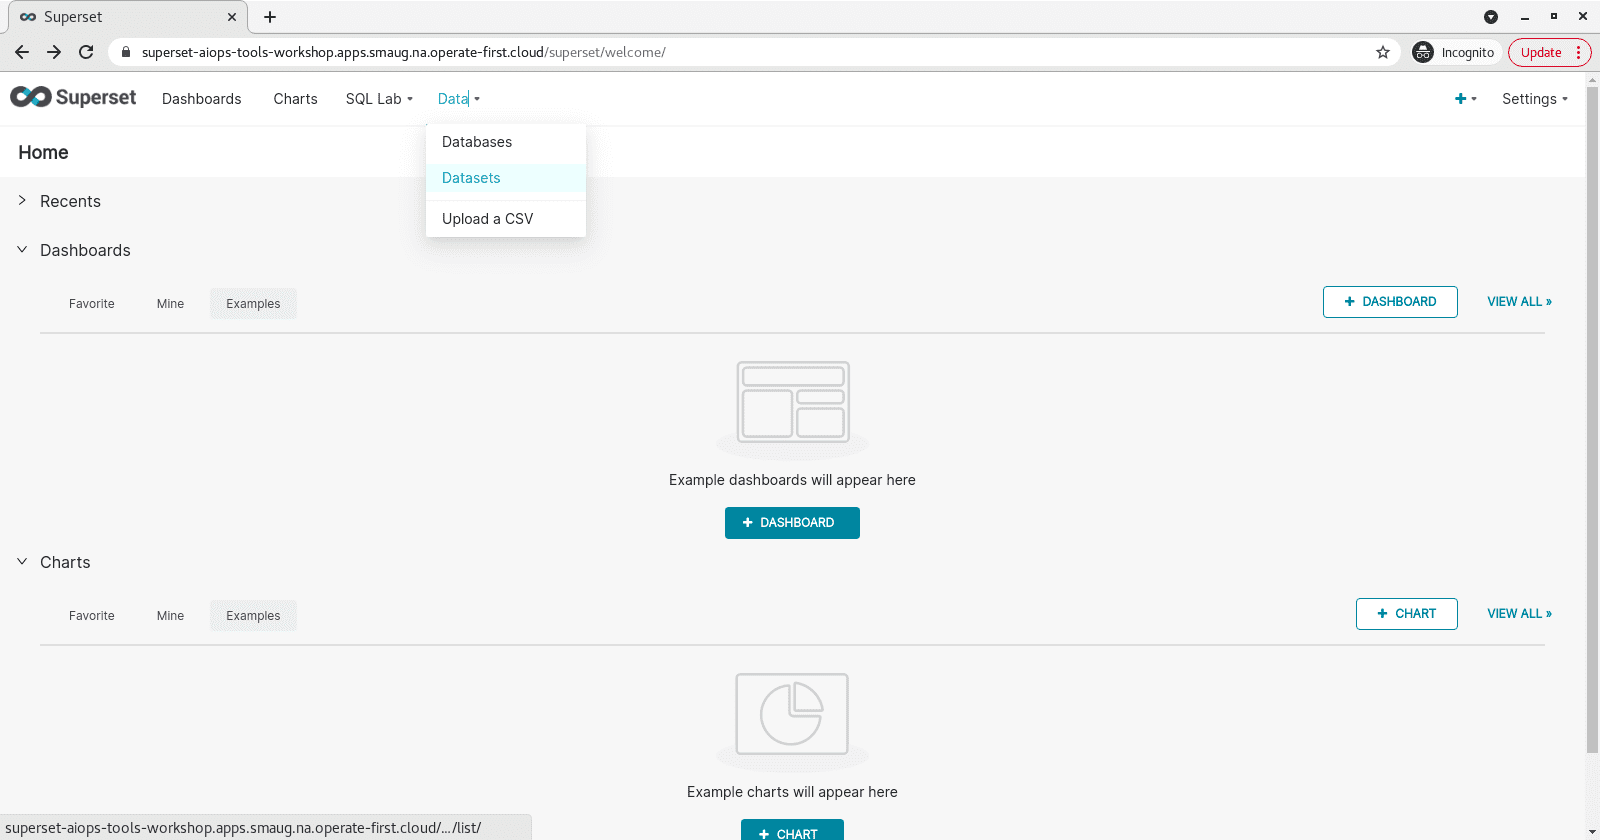 Superset
superset-aiops-tools-workshop.apps.smaug.na.operate-first.cloud/superset/welcome/
Incognito
Update
Superset Dashboards Charts SQL Lab Data Settings
Databases
Home
Datasets
Recents
Upload a CSV
Dashboards
Favorite Mine Examples + DASHBOARD VIEW ALL »
Example dashboards will appear here
+ DASHBOARD
Charts
Favorite Mine Examples + CHART VIEW ALL »
Example charts will appear here
+ CHART
superset-aiops-tools-workshop.apps.smaug.na.operate-first.cloud/.../list/